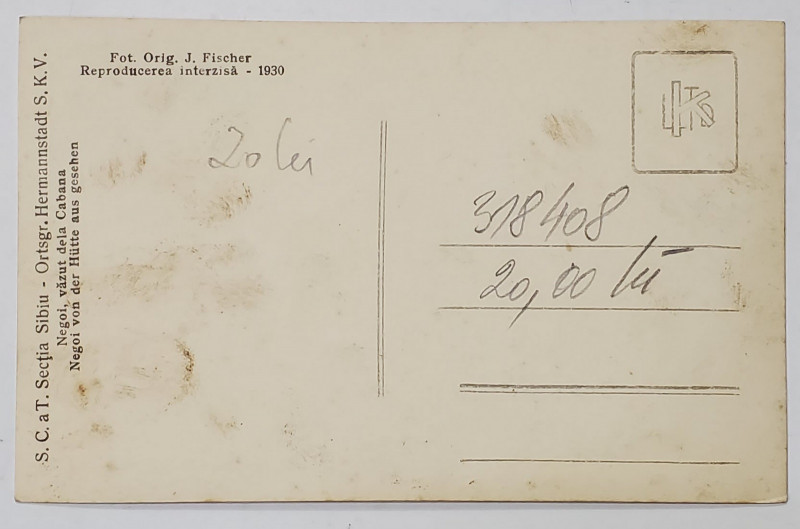 S. C. a T. Secția Sibiu - Ortsgr. Hermannstadt S. K. V.
Negoi, văzut dela Cabana
Negoi von der Hütte aus gesehen
Fot. Orig. J. Fischer
Reproducerea interzisă - 1930
20 lei
318408
20,00 lei